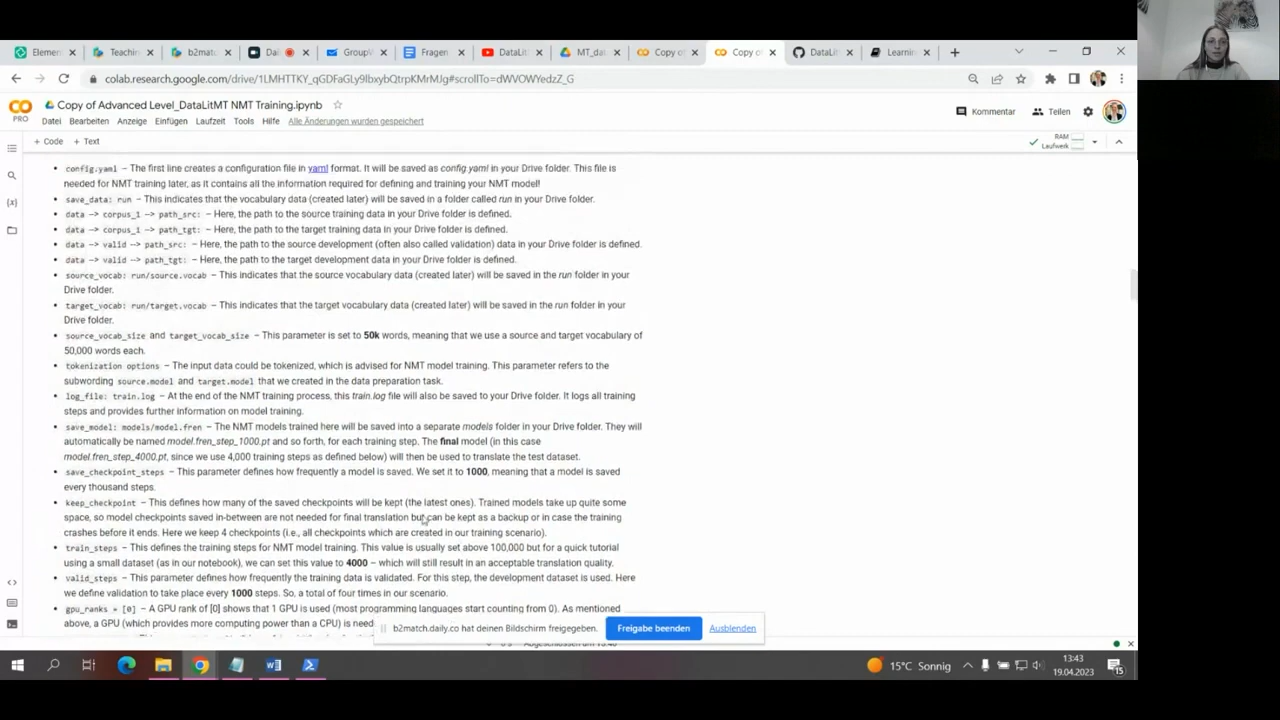 Elemen
Teachin
b2mat
Dai
GroupW
Fragen
DataLit
MT_da
Copy of
Copy of
DataLi
Learnin
colab.research.google.com/drive/1LMHTTKY_qGDFaGLy9IbxybQtrpKMrMJg#scrollTo=dWVOWYedzZ_G
PRO
Copy of Advanced Level_DataLitMT NMT Training.ipynb
Datei Bearbeiten Anzeige Einfügen Laufzeit Tools Hilfe Alle Änderungen wurden gespeichert
Kommentar
Teilen
+ Code + Text
RAM
Laufwerk
• config.yaml – The first line creates a configuration file in yaml format. It will be saved as config.yaml in your Drive folder. This file is
needed for NMT training later, as it contains all the information required for defining and training your NMT model!
• save_data: run – This indicates that the vocabulary data (created later) will be saved in a folder called run in your Drive folder.
• data –> corpus_1 –> path_src: – Here, the path to the source training data in your Drive folder is defined.
• data –> corpus_1 –> path_tgt: – Here, the path to the target training data in your Drive folder is defined.
• data –> valid –> path_src: – Here, the path to the source development (often also called validation) data in your Drive folder is defined.
• data –> valid –> path_tgt: – Here, the path to the target development data in your Drive folder is defined.
• source_vocab: run/source.vocab – This indicates that the source vocabulary data (created later) will be saved in the run folder in your
Drive folder.
• target_vocab: run/target.vocab – This indicates that the target vocabulary data (created later) will be saved in the run folder in your
Drive folder.
• source_vocab_size and target_vocab_size – This parameter is set to 50k words, meaning that we use a source and target vocabulary of
50,000 words each.
• tokenization options – The input data could be tokenized, which is advised for NMT model training. This parameter refers to the
subwording source.model and target.model that we created in the data preparation task.
• log_file: train.log – At the end of the NMT training process, this train.log file will also be saved to your Drive folder. It logs all training
steps and provides further information on model training.
• save_model: models/model.fren – The NMT models trained here will be saved into a separate models folder in your Drive folder. They will
automatically be named model.fren_step_1000.pt and so forth, for each training step. The final model (in this case
model.fren_step_4000.pt, since we use 4,000 training steps as defined below) will then be used to translate the test dataset.
• save_checkpoint_steps – This parameter defines how frequently a model is saved. We set it to 1000, meaning that a model is saved
every thousand steps.
• keep_checkpoint – This defines how many of the saved checkpoints will be kept (the latest ones). Trained models take up quite some
space, so model checkpoints saved in-between are not needed for final translation but can be kept as a backup or in case the training
crashes before it ends. Here we keep 4 checkpoints (i.e., all checkpoints which are created in our training scenario).
• train_steps – This defines the training steps for NMT model training. This value is usually set above 100,000 but for a quick tutorial
using a small dataset (as in our notebook), we can set this value to 4000 – which will still result in an acceptable translation quality.
• valid_steps – This parameter defines how frequently the training data is validated. For this step, the development dataset is used. Here
we define validation to take place every 1000 steps. So, a total of four times in our scenario.
• gpu_ranks = [0] – A GPU rank of [0] shows that 1 GPU is used (most programming languages start counting from 0). As mentioned
above, a GPU (which provides more computing power than a CPU) is need
b2match.daily.co hat deinen Bildschirm freigegeben.
Freigabe beenden
Ausblenden
15°C Sonnig
13:43
19.04.2023
15